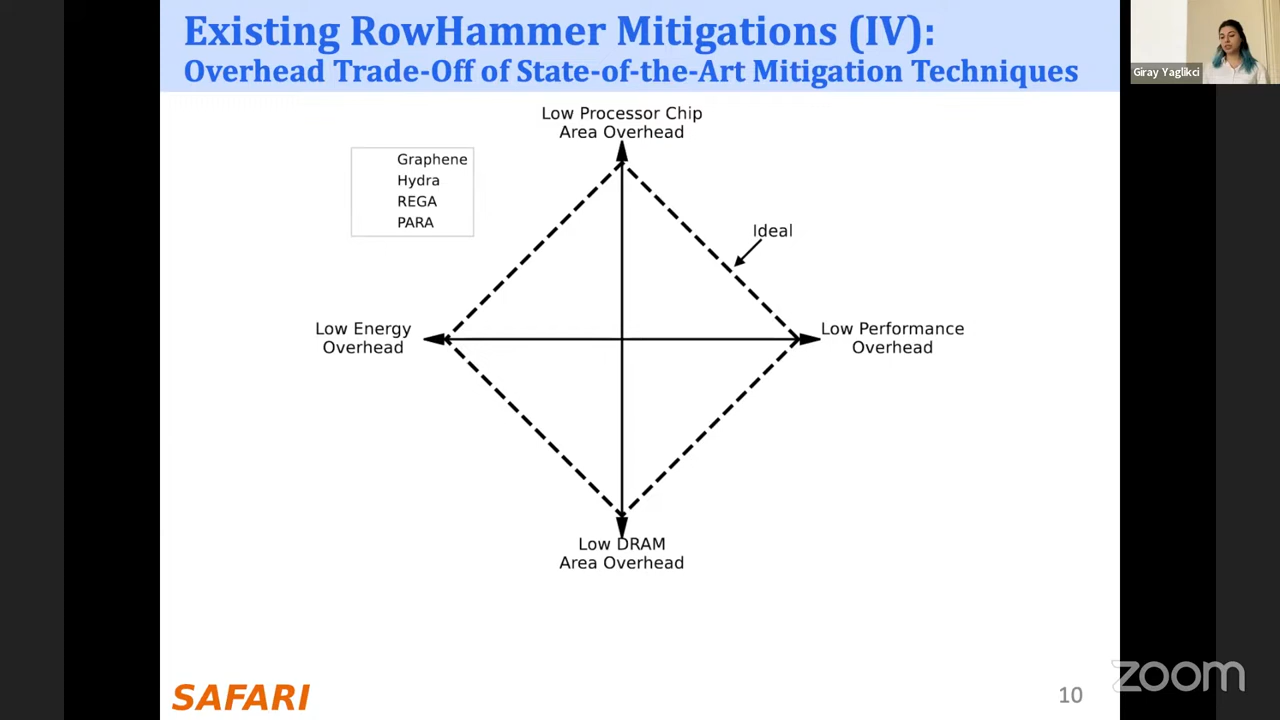 Existing RowHammer Mitigations (IV):
Overhead Trade-Off of State-of-the-Art Mitigation Techniques
Giray Yaglikci
Low Processor Chip
Area Overhead
Graphene
Hydra
REGA
PARA
Ideal
Low Energy
Overhead
Low Performance
Overhead
Low DRAM
Area Overhead
SAFARI
10
zoom